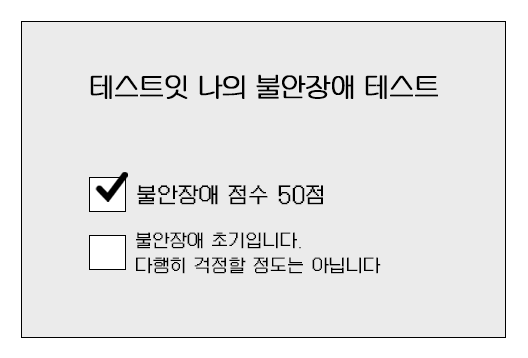 테스트잇 나의 불안장애 테스트
불안장애 점수 50점
불안장애 초기입니다.
다행히 걱정할 정도는 아닙니다